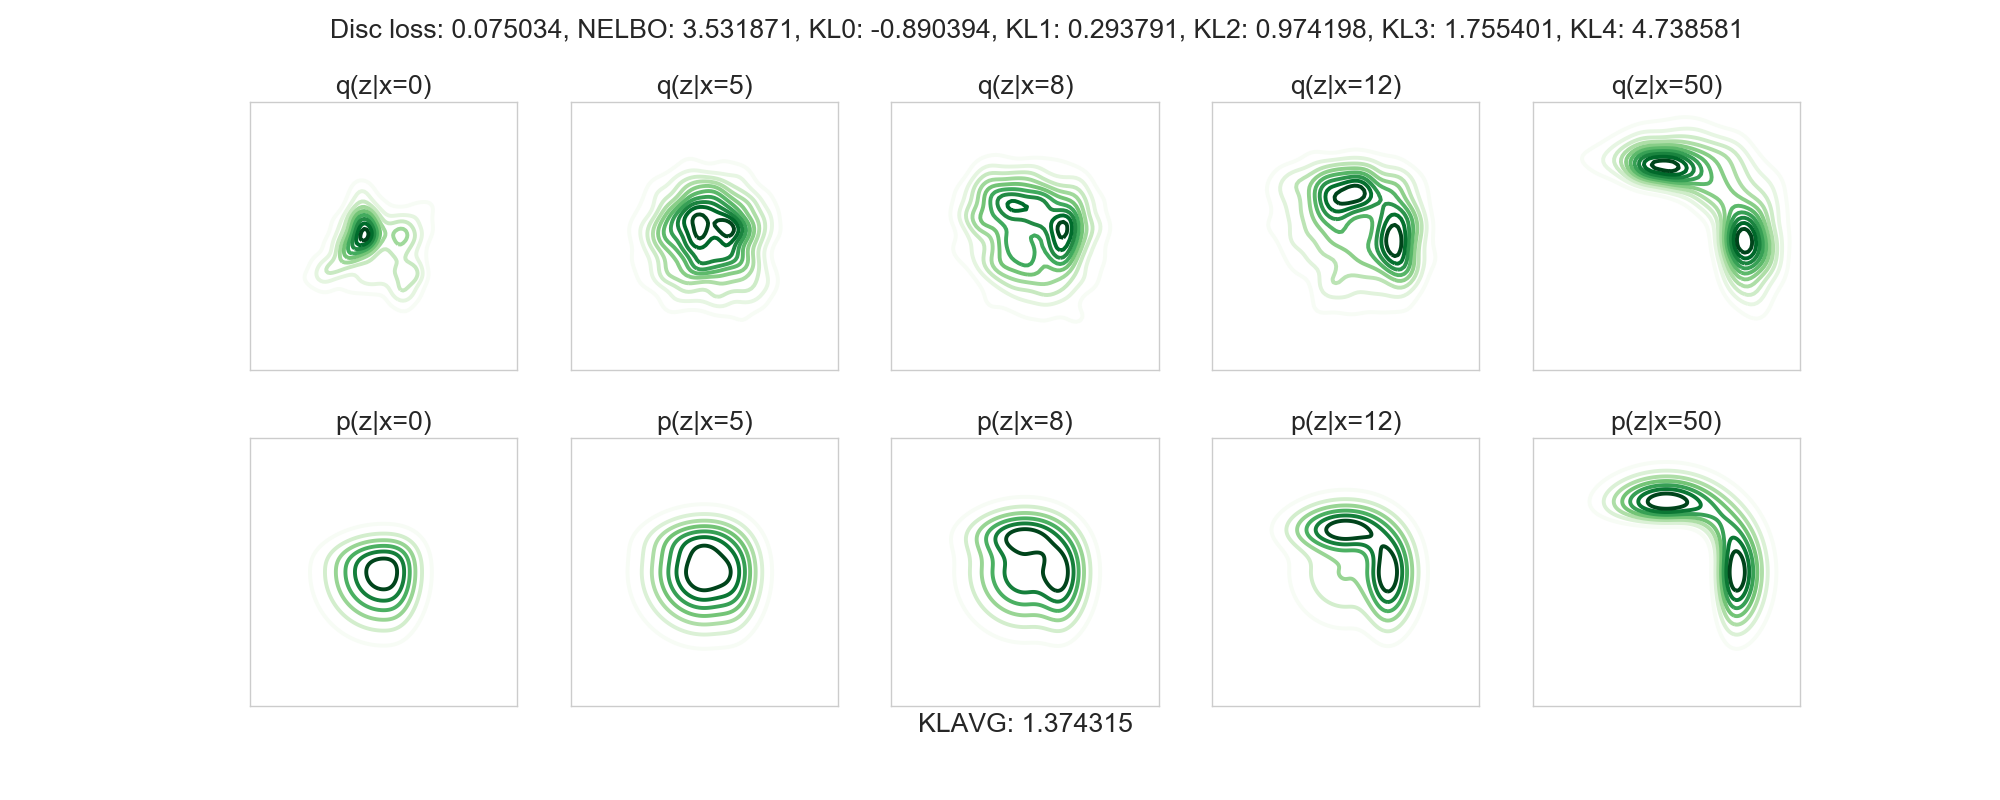 Disc loss: 0.075034, NELBO: 3.531871, KL0: -0.890394, KL1: 0.293791, KL2: 0.974198, KL3: 1.755401, KL4: 4.738581
q(z|x=0) q(z|x=5) q(z|x=8) q(z|x=12) q(z|x=50)
p(z|x=0) p(z|x=5) p(z|x=8) p(z|x=12) p(z|x=50)
KLAVG: 1.374315